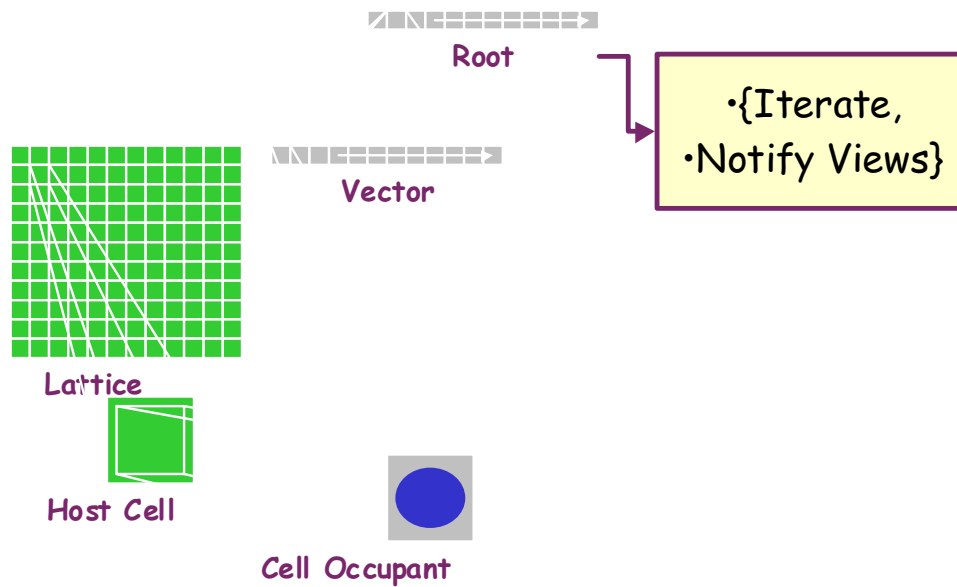 Root
•{Iterate,
•Notify Views}
Vector
Lattice
Host Cell
Cell Occupant